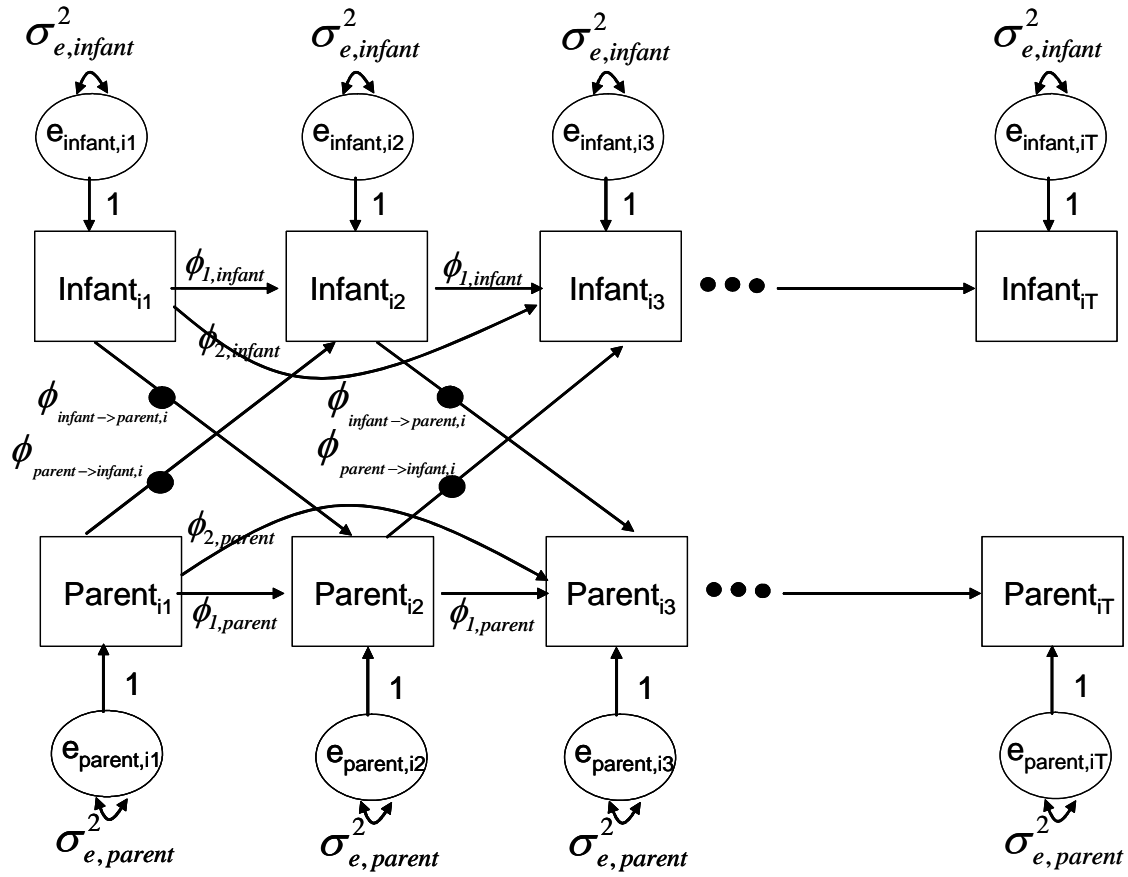 σ²e,infant σ²e,infant σ²e,infant σ²e,infant
einfant,i1 einfant,i2 einfant,i3 einfant,iT
1 1 1 1
ϕ1,infant ϕ1,infant
Infanti1 Infanti2 Infanti3 ●●● InfantiT
ϕ2,infant
ϕinfant−>parent,i ϕinfant−>parent,i
ϕparent−>infant,i ϕparent−>infant,i
ϕ2,parent
Parenti1 Parenti2 Parenti3 ●●● ParentiT
ϕ1,parent ϕ1,parent
1 1 1 1
eparent,i1 eparent,i2 eparent,i3 eparent,iT
σ²e,parent σ²e,parent σ²e,parent σ²e,parent